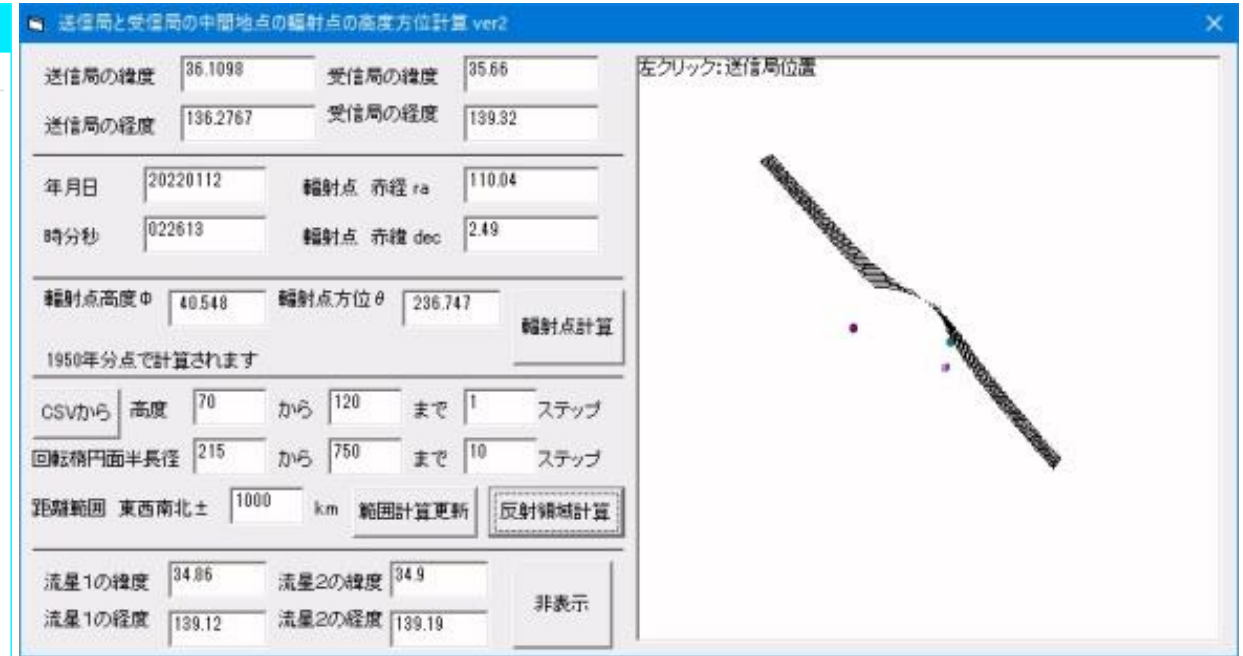 送信局と受信局の中間地点の輻射点の高度方位計算 ver2
送信局の緯度 36.1098 受信局の緯度 35.66
送信局の経度 136.2767 受信局の経度 139.32
年月日 20220112 輻射点 赤経 ra 110.04
時分秒 022613 輻射点 赤緯 dec 2.49
輻射点高度Φ 40.548 輻射点方位θ 236.747 輻射点計算
1950年分点で計算されます
CSVから 高度 70 から 120 まで 1 ステップ
回転楕円面半長径 215 から 750 まで 10 ステップ
距離範囲 東西南北± 1000 km 範囲計算更新 反射領域計算
流星1の緯度 34.86 流星2の緯度 34.9 非表示
流星1の経度 139.12 流星2の経度 139.19
左クリック:送信局位置